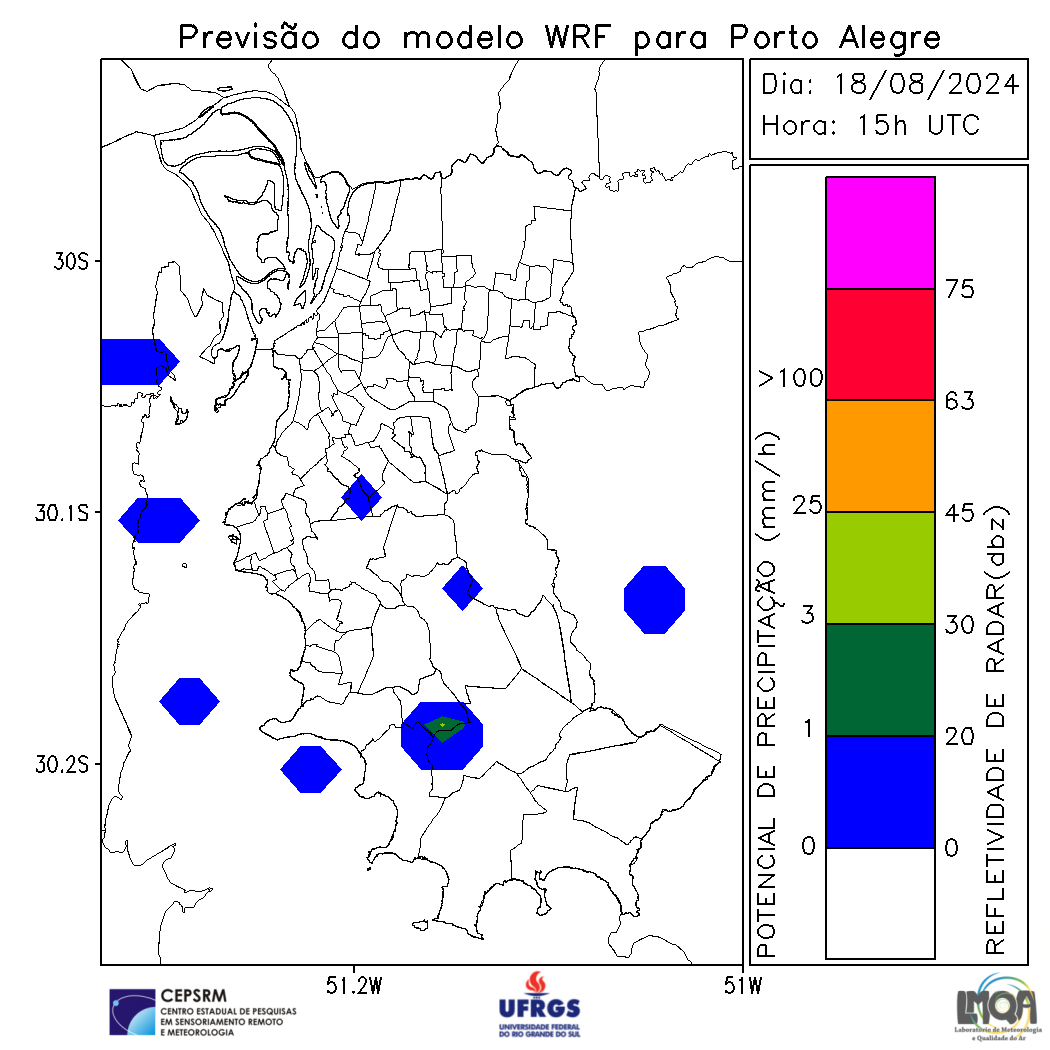 Previsão do modelo WRF para Porto Alegre
Dia: 18/08/2024
Hora: 15h UTC
30S
30.1S
30.2S
51.2W
51W
POTENCIAL DE PRECIPITAÇÃO (mm/h)
>100
25
3
1
0
75
63
45
30
20
0
REFLETIVIDADE DE RADAR(dbz)
CEPSRM
CENTRO ESTADUAL DE PESQUISAS
EM SENSORIAMENTO REMOTO
E METEOROLOGIA
UFRGS
UNIVERSIDADE FEDERAL
DO RIO GRANDE DO SUL
LMQA
Laboratório de Meteorologia
e Qualidade do Ar